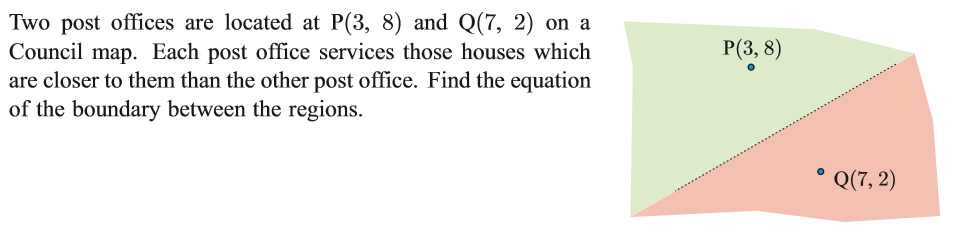 Two post offices are located at P(3, 8) and Q(7, 2) on a
Council map. Each post office services those houses which
are closer to them than the other post office. Find the equation
of the boundary between the regions.
P(3, 8)
Q(7, 2)